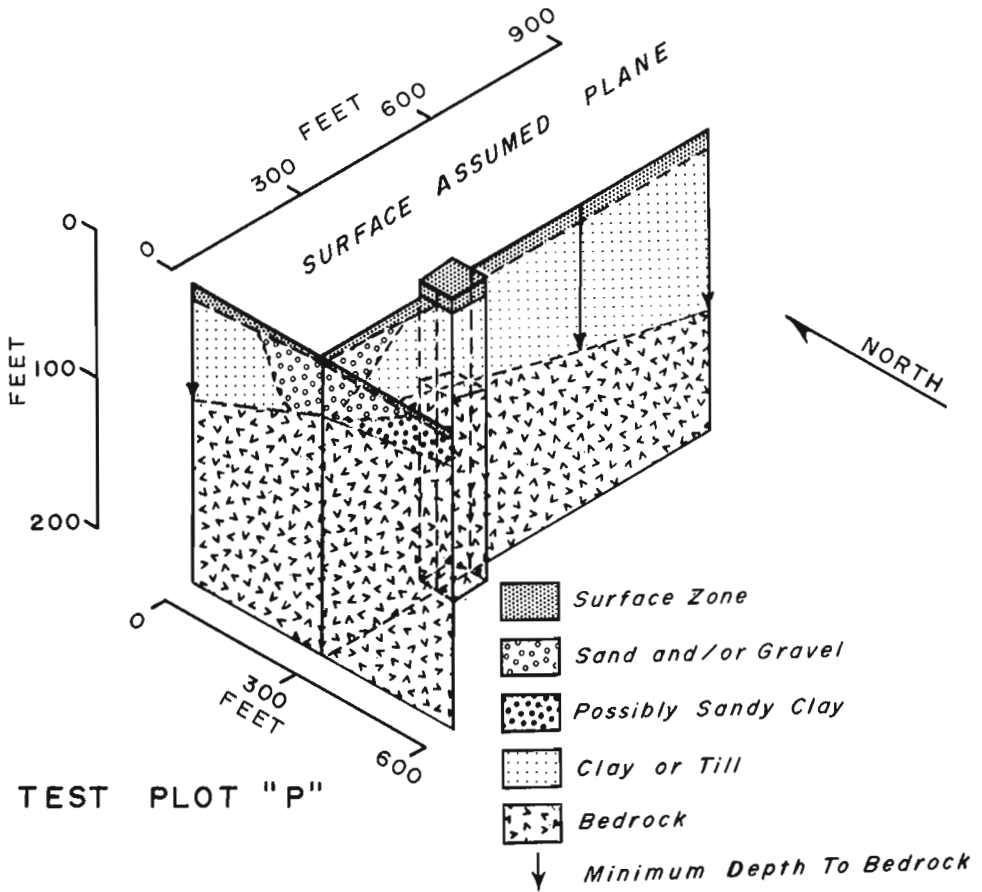 900
600
FEET
300
0
SURFACE ASSUMED PLANE
0
100
200
FEET
NORTH
0
300
FEET
600
Surface Zone
Sand and/or Gravel
Possibly Sandy Clay
Clay or Till
Bedrock
Minimum Depth To Bedrock
TEST PLOT "P"